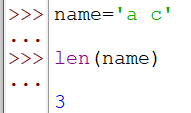 >>> name='a c'
...
>>> len(name)
...
3